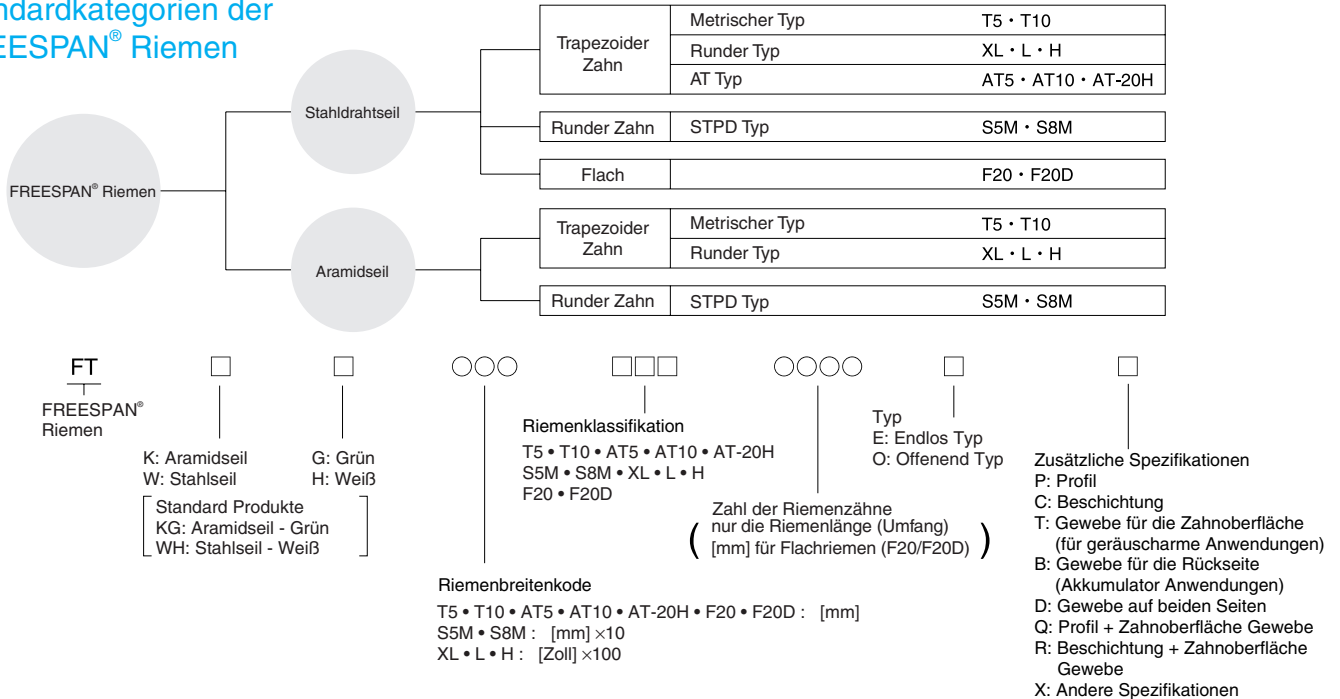 ndardkategorien der
EESPAN® Riemen
FREESPAN® Riemen
Stahldrahtseil
Aramidseil
Trapezoider
Zahn
Metrischer Typ T5・T10
Runder Typ XL・L・H
AT Typ AT5・AT10・AT-20H
Runder Zahn STPD Typ S5M・S8M
Flach F20・F20D
Trapezoider
Zahn
Metrischer Typ T5・T10
Runder Typ XL・L・H
Runder Zahn STPD Typ S5M・S8M
FT □ □ ○○○ □□□ ○○○○ □ □
FREESPAN®
Riemen
K: Aramidseil
W: Stahlseil
G: Grün
H: Weiß
Standard Produkte
KG: Aramidseil - Grün
WH: Stahlseil - Weiß
Riemenbreitenkode
T5 • T10 • AT5 • AT10 • AT-20H • F20 • F20D : [mm]
S5M • S8M : [mm] ×10
XL • L • H : [Zoll] ×100
Riemenklassifikation
T5 • T10 • AT5 • AT10 • AT-20H
S5M • S8M • XL • L • H
F20 • F20D
( Zahl der Riemenzähne
nur die Riemenlänge (Umfang)
[mm] für Flachriemen (F20/F20D) )
Typ
E: Endlos Typ
O: Offenend Typ
Zusätzliche Spezifikationen
P: Profil
C: Beschichtung
T: Gewebe für die Zahnoberfläche
(für geräuscharme Anwendungen)
B: Gewebe für die Rückseite
(Akkumulator Anwendungen)
D: Gewebe auf beiden Seiten
Q: Profil + Zahnoberfläche Gewebe
R: Beschichtung + Zahnoberfläche
Gewebe
X: Andere Spezifikationen